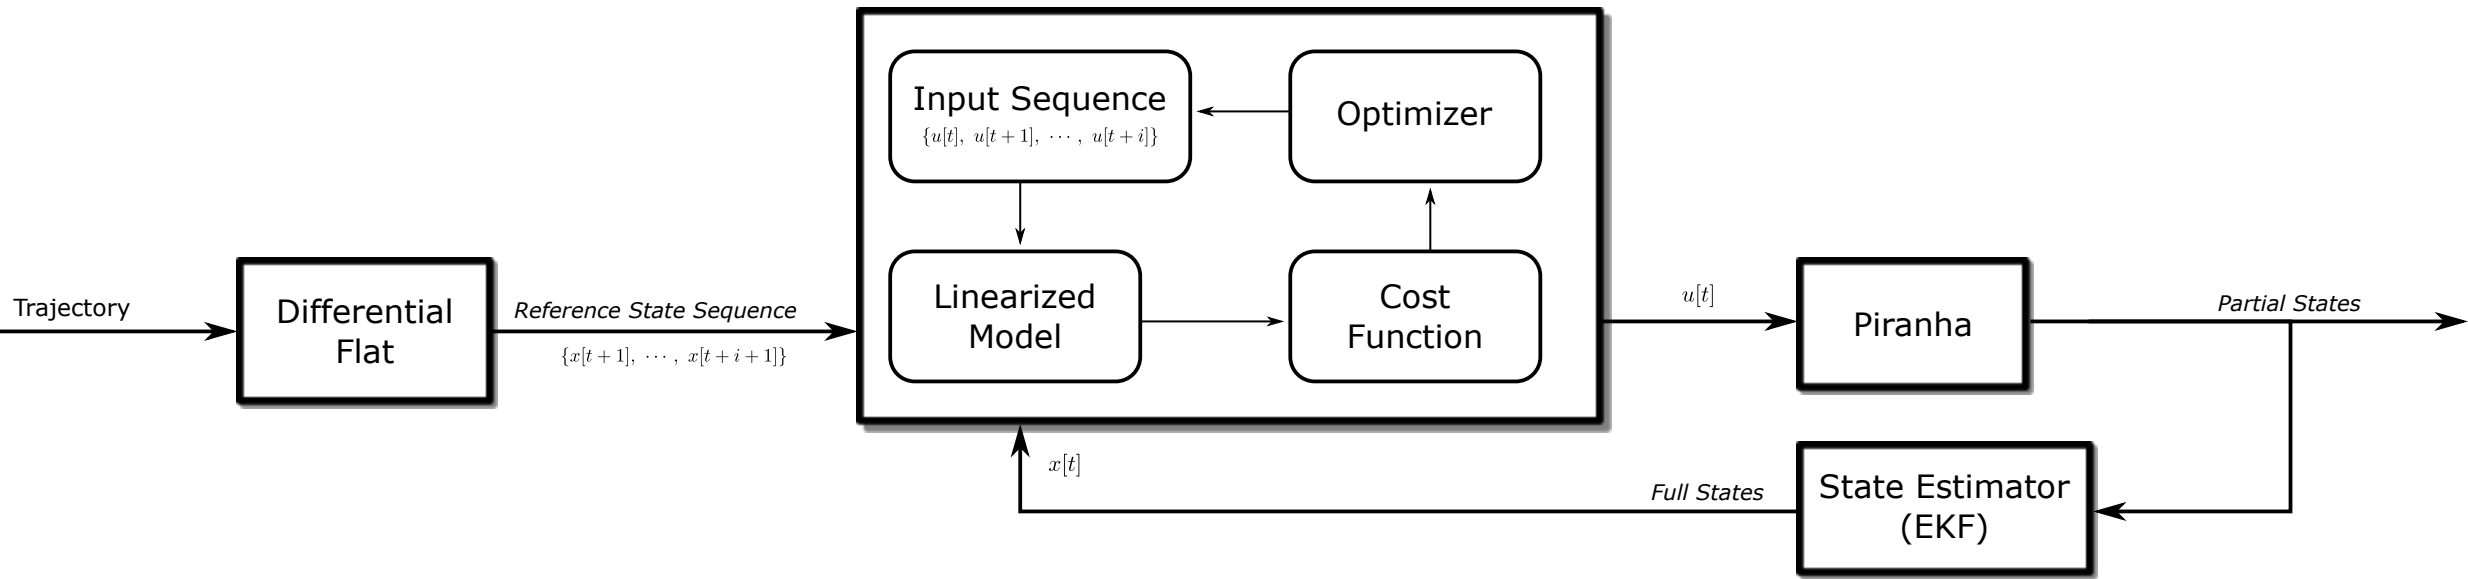 Trajectory
Differential
Flat
Reference State Sequence
{x[t + 1], ⋯ , x[t + i + 1]}
Input Sequence
{u[t], u[t + 1], ⋯ , u[t + i]}
Optimizer
Linearized
Model
Cost
Function
u[t]
Piranha
Partial States
x[t]
Full States
State Estimator
(EKF)